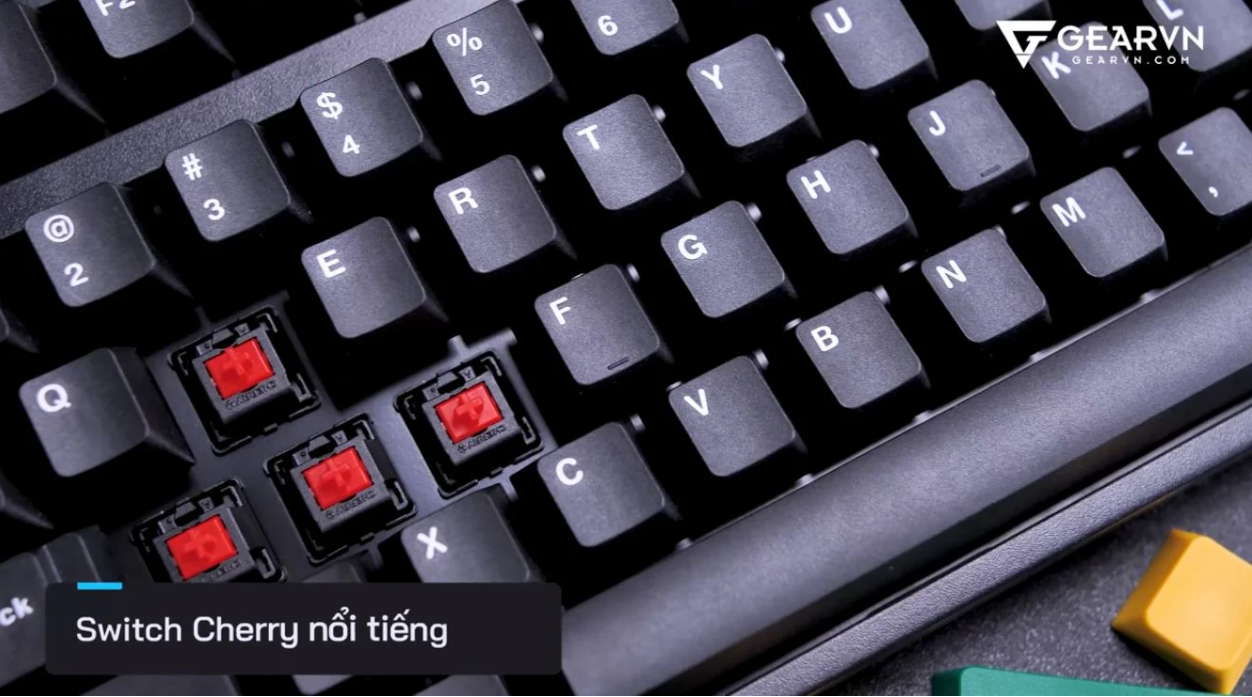 GEARVN
GEARVN.COM
F2
%
5
6
U
L
$
4
Y
K
#
3
T
J
<
,
@
2
R
H
M
E
G
N
F
B
Q
V
C
X
ck
Switch Cherry nổi tiếng